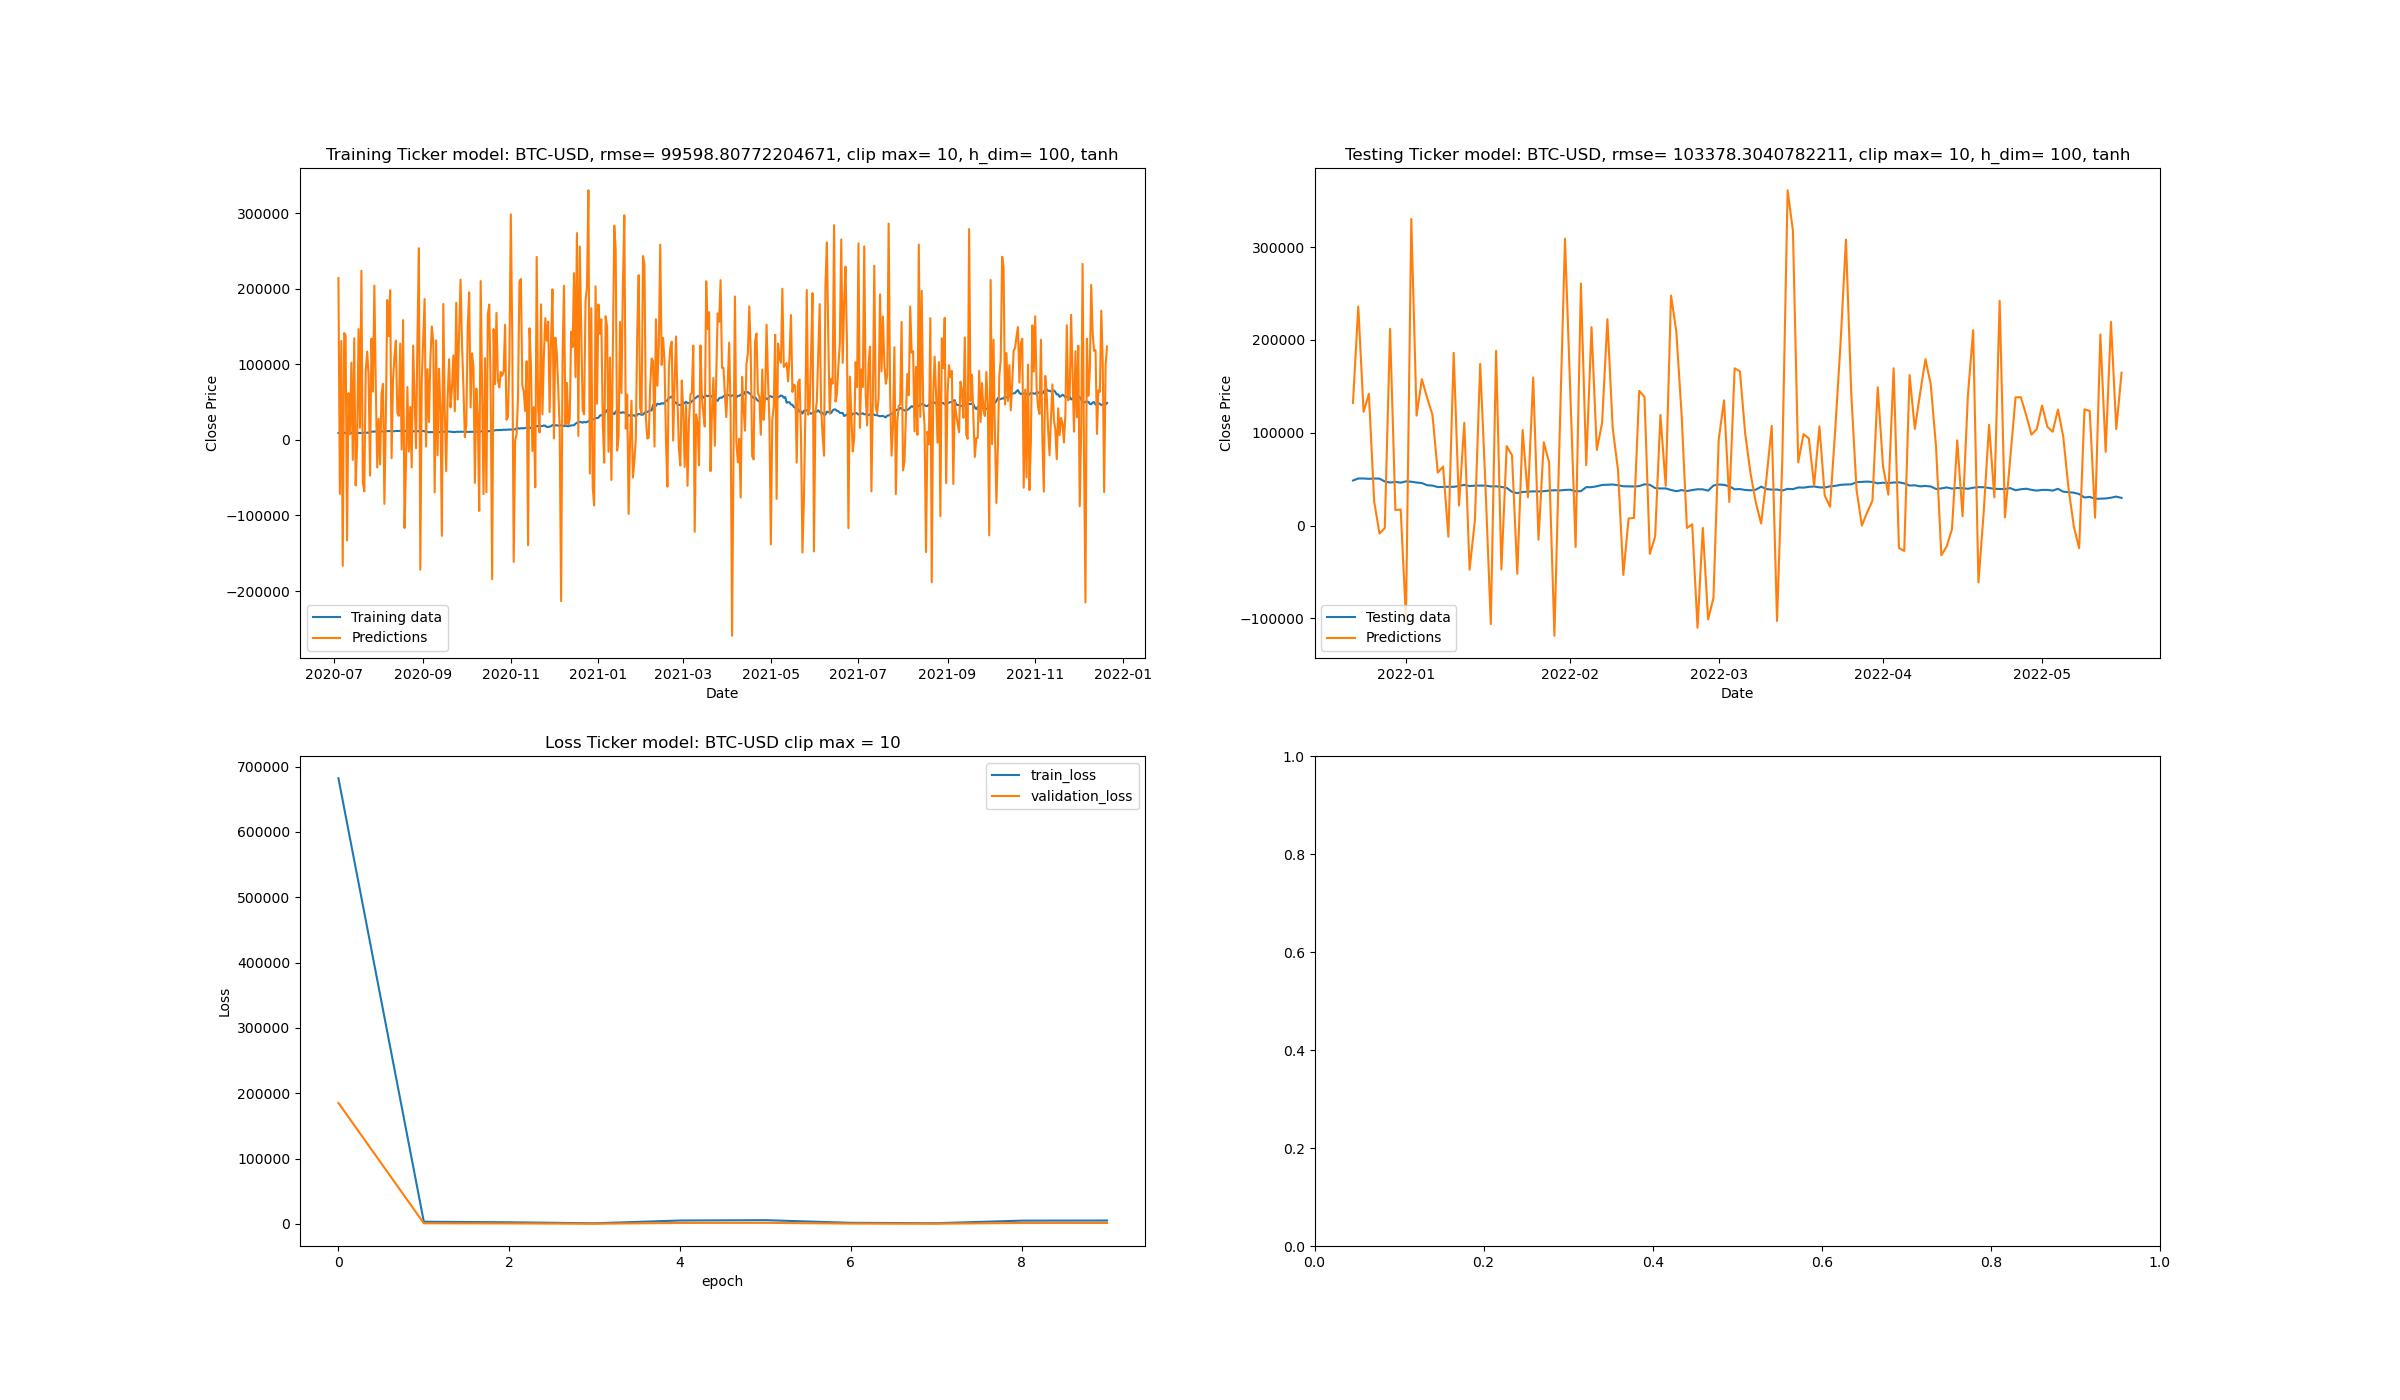 Training Ticker model: BTC-USD, rmse= 99598.80772204671, clip max= 10, h_dim= 100, tanh
300000
200000
100000
0
−100000
−200000
Close Price
Training data
Predictions
2020-07 2020-09 2020-11 2021-01 2021-03 2021-05 2021-07 2021-09 2021-11 2022-01
Date
Testing Ticker model: BTC-USD, rmse= 103378.3040782211, clip max= 10, h_dim= 100, tanh
300000
200000
100000
0
−100000
Close Price
Testing data
Predictions
2022-01 2022-02 2022-03 2022-04 2022-05
Date
Loss Ticker model: BTC-USD clip max = 10
700000
600000
500000
400000
300000
200000
100000
0
Loss
train_loss
validation_loss
0 2 4 6 8
epoch
1.0
0.8
0.6
0.4
0.2
0.0
0.0 0.2 0.4 0.6 0.8 1.0